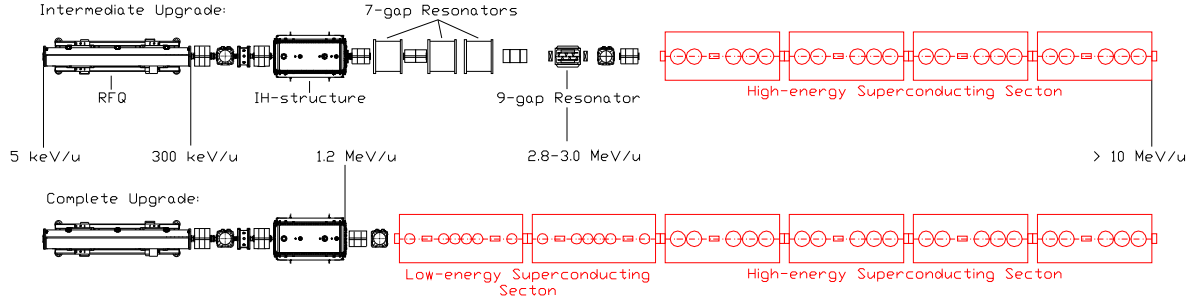 Intermediate Upgrade:
7-gap Resonators
RFQ
IH-structure
9-gap Resonator
High-energy Superconducting Secton
5 keV/u
300 keV/u
1.2 MeV/u
2.8-3.0 MeV/u
> 10 MeV/u
Complete Upgrade:
Low-energy Superconducting
Secton
High-energy Superconducting Secton